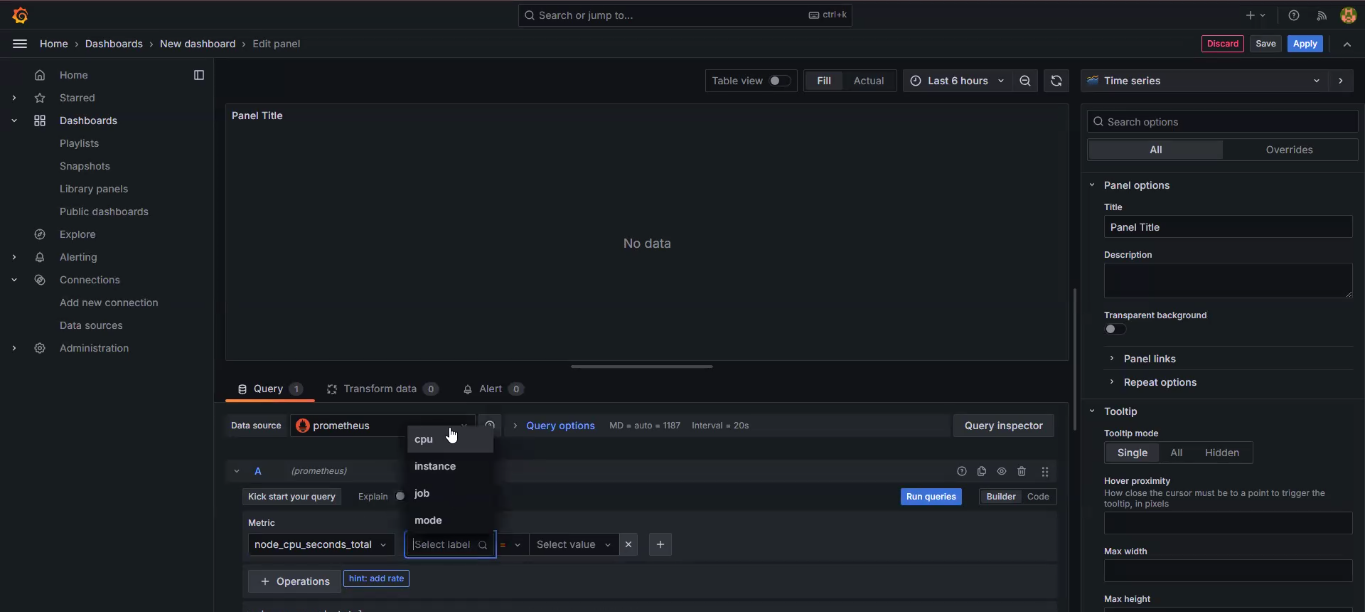 Search or jump to... ctrl+k
Home › Dashboards › New dashboard › Edit panel Discard Save Apply
Home
Starred
Dashboards
Playlists
Snapshots
Library panels
Public dashboards
Explore
Alerting
Connections
Add new connection
Data sources
Administration
Table view Fill Actual Last 6 hours
Panel Title
No data
Query 1 Transform data 0 Alert 0
Data source prometheus Query options MD = auto = 1187 Interval = 20s Query inspector
A (prometheus)
Kick start your query Explain Run queries Builder Code
cpu
instance
job
mode
Metric
node_cpu_seconds_total Select label = Select value
+ Operations hint: add rate
Time series
Search options
All Overrides
Panel options
Title
Panel Title
Description
Transparent background
Panel links
Repeat options
Tooltip
Tooltip mode
Single All Hidden
Hover proximity
How close the cursor must be to a point to trigger the
tooltip, in pixels
Max width
Max height